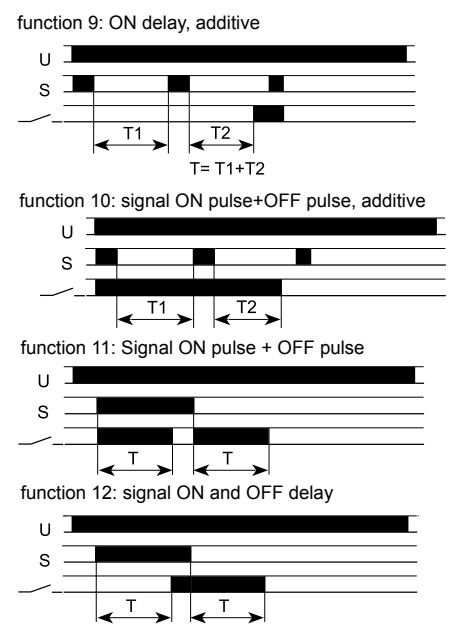 function 9: ON delay, additive
U
S
T1 T2
T= T1+T2
function 10: signal ON pulse+OFF pulse, additive
U
S
T1 T2
function 11: Signal ON pulse + OFF pulse
U
S
T T
function 12: signal ON and OFF delay
U
S
T T